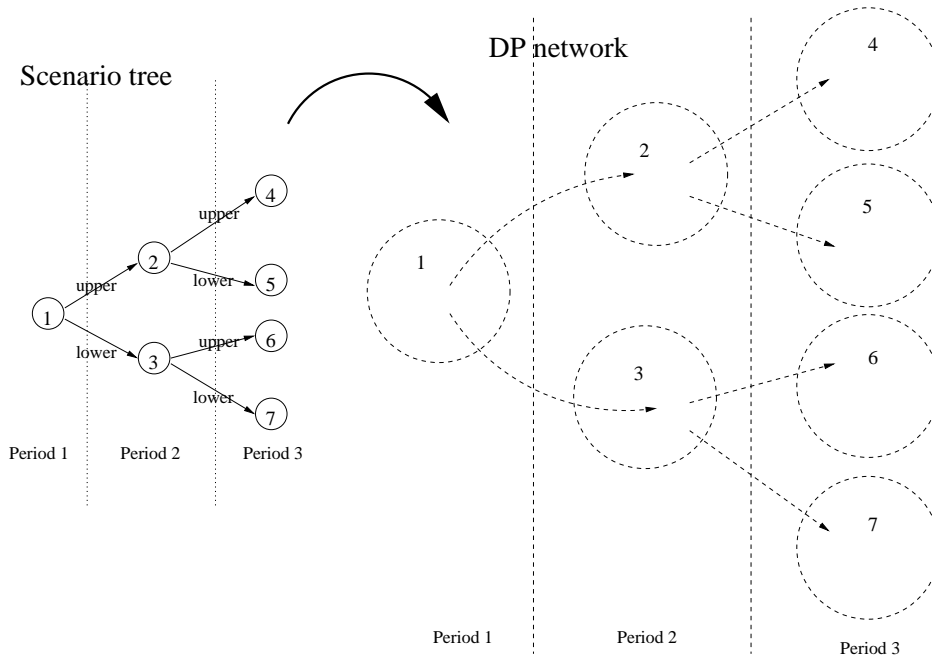 Scenario tree
4
upper
2
upper
lower
5
1
lower
3
upper
6
lower
7
Period 1
Period 2
Period 3
DP network
4
2
5
1
3
6
7
Period 1
Period 2
Period 3